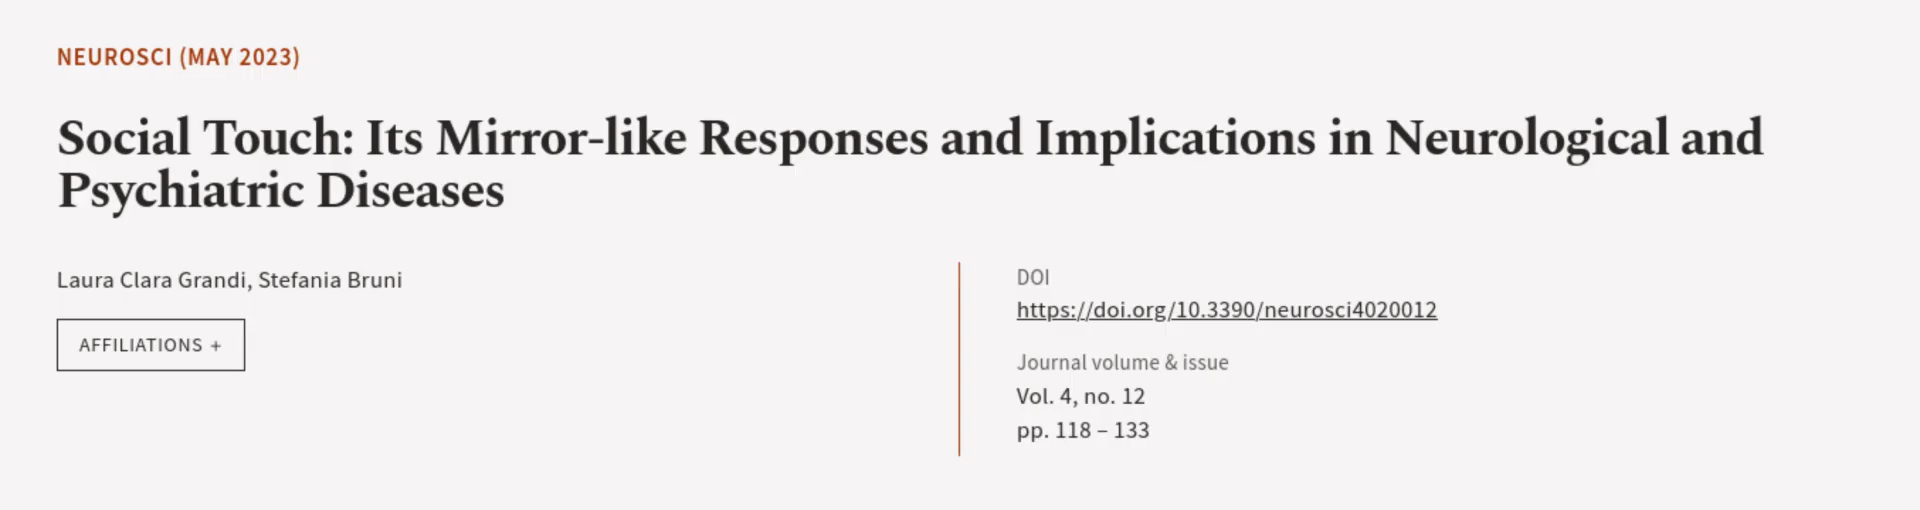 NEUROSCI (MAY 2023)
Social Touch: Its Mirror-like Responses and Implications in Neurological and
Psychiatric Diseases
Laura Clara Grandi, Stefania Bruni
AFFILIATIONS +
DOI
https://doi.org/10.3390/neurosci4020012
Journal volume & issue
Vol. 4, no. 12
pp. 118 – 133